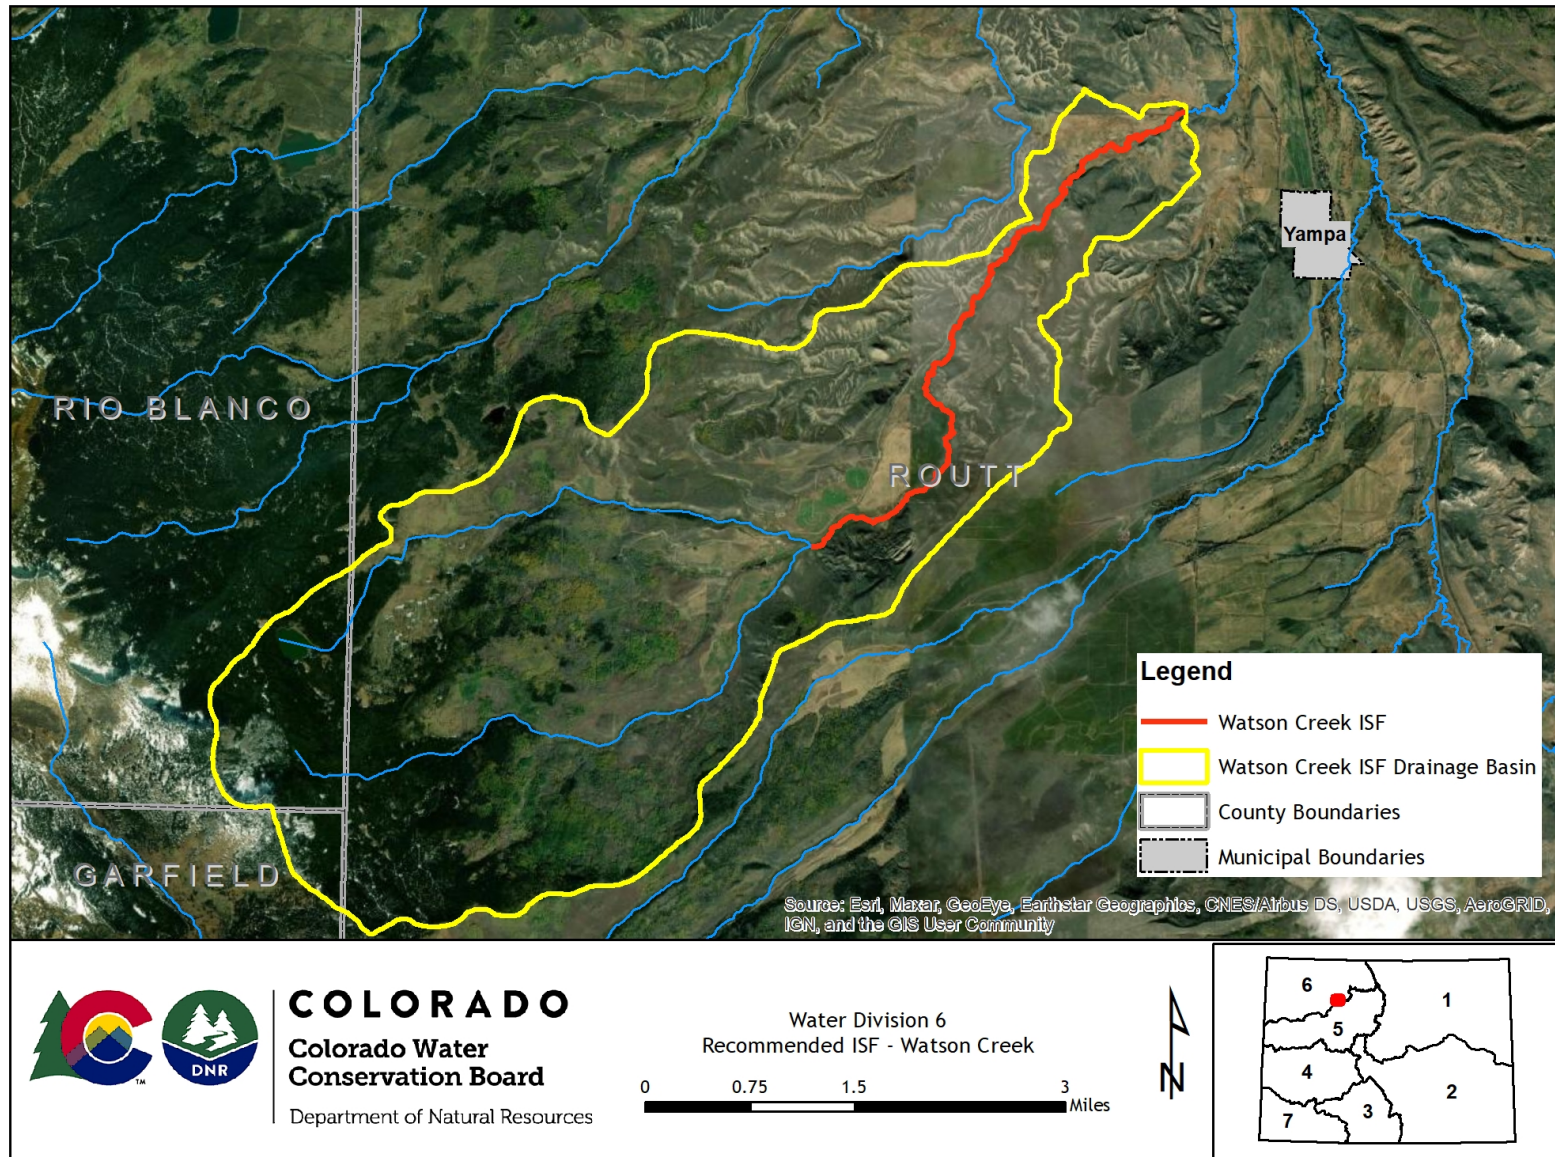 Yampa
RIO BLANCO
ROUTT
GARFIELD
Legend
Watson Creek ISF
Watson Creek ISF Drainage Basin
County Boundaries
Municipal Boundaries
Source: Esri, Maxar, GeoEye, Earthstar Geographics, CNES/Airbus DS, USDA, USGS, AeroGRID,
IGN, and the GIS User Community
TM
DNR
COLORADO
Colorado Water
Conservation Board
Department of Natural Resources
Water Division 6
Recommended ISF - Watson Creek
0 0.75 1.5 3
Miles
N
6
1
5
4
2
3
7